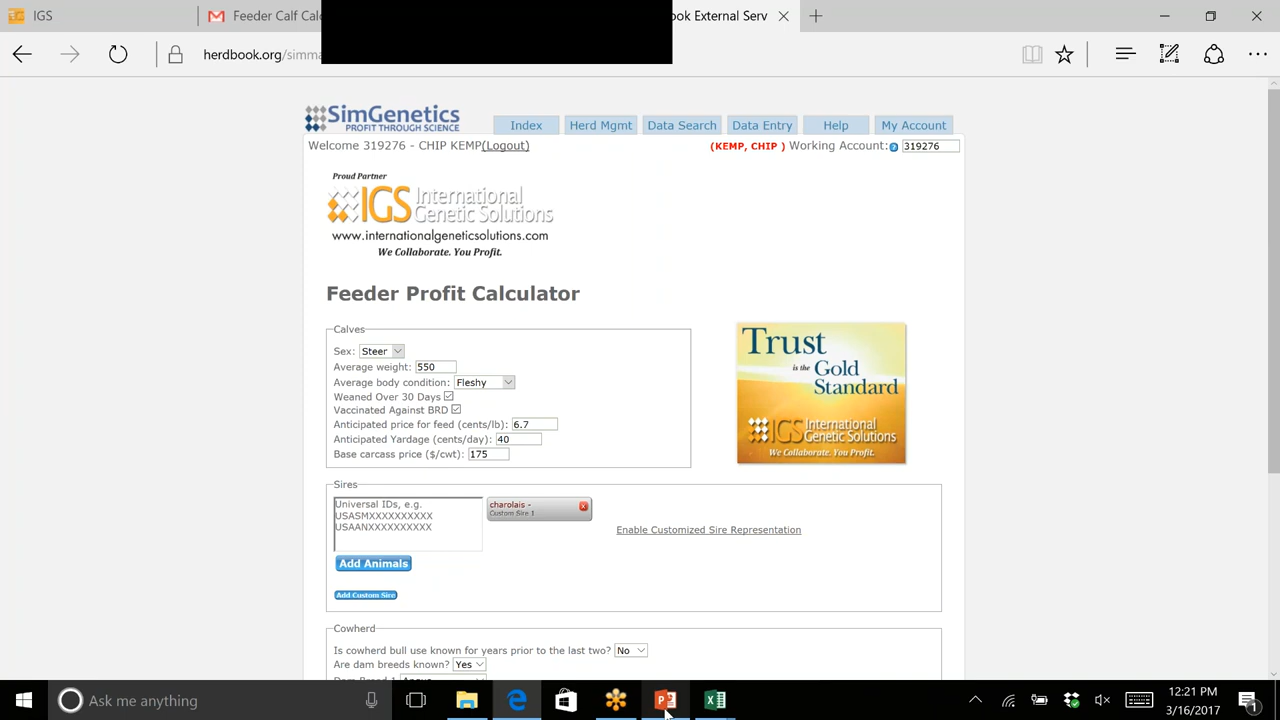 IGS
Feeder Calf Calc
ok External Serv
herdbook.org/simma
SimGenetics
PROFIT THROUGH SCIENCE
Index
Herd Mgmt
Data Search
Data Entry
Help
My Account
Welcome 319276 - CHIP KEMP(Logout)
(KEMP, CHIP ) Working Account: 319276
Proud Partner
IGS International
Genetic Solutions
www.internationalgeneticsolutions.com
We Collaborate. You Profit.
Feeder Profit Calculator
Calves
Sex: Steer
Average weight: 550
Average body condition: Fleshy
Weaned Over 30 Days
Vaccinated Against BRD
Anticipated price for feed (cents/lb): 6.7
Anticipated Yardage (cents/day): 40
Base carcass price ($/cwt): 175
Trust
is the Gold
Standard
IGS International
Genetic Solutions
We Collaborate. You Profit.
Sires
Universal IDs, e.g.
USASMXXXXXXXXXX
USAANXXXXXXXXXX
charolais -
Custom Sire 1
Enable Customized Sire Representation
Add Animals
Add Custom Sire
Cowherd
Is cowherd bull use known for years prior to the last two? No
Are dam breeds known? Yes
Dam Breed 1 Angus
Ask me anything
12:21 PM
3/16/2017
1